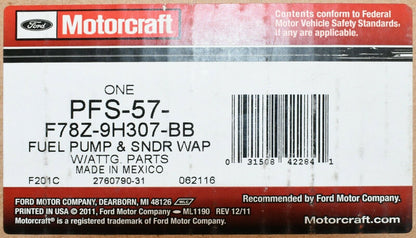 Ford
Motorcraft
Contents conform to Federal
Motor Vehicle Safety Standards,
if any are applicable.
ONE
PFS-57-
F78Z-9H307-BB
FUEL PUMP & SNDR WAP
W/ATTG. PARTS
MADE IN MEXICO
F201C 2760790-31 062116
0 31508 42284 1
FORD MOTOR COMPANY, DEARBORN, MI 48126
PRINTED IN USA © 2011, Ford Motor Company ML1190 REV 12/11
Motorcraft® is a registered trademark of Ford Motor Company.
Recommended by Ford Motor Company.
Motorcraft.com